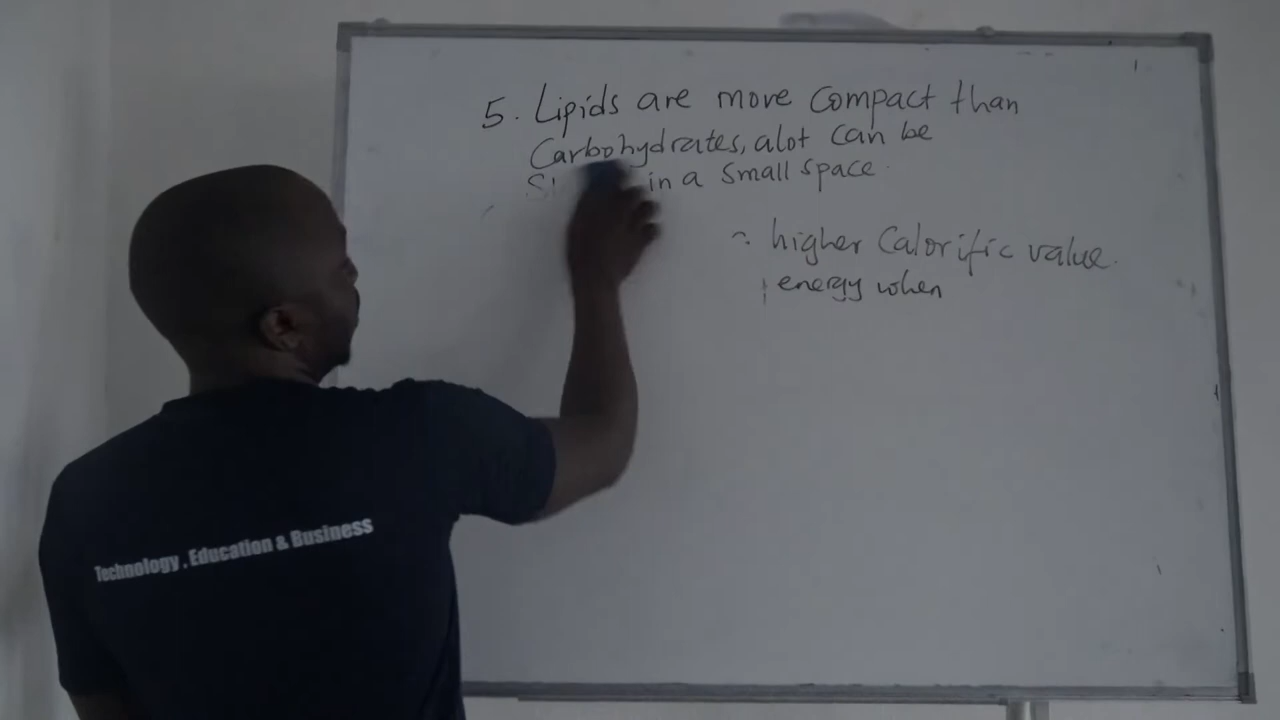 5. Lipids are more Compact than
Carbohydrates, alot can be
in a small space.
higher Calorific value.
energy when
Technology , Education & Business